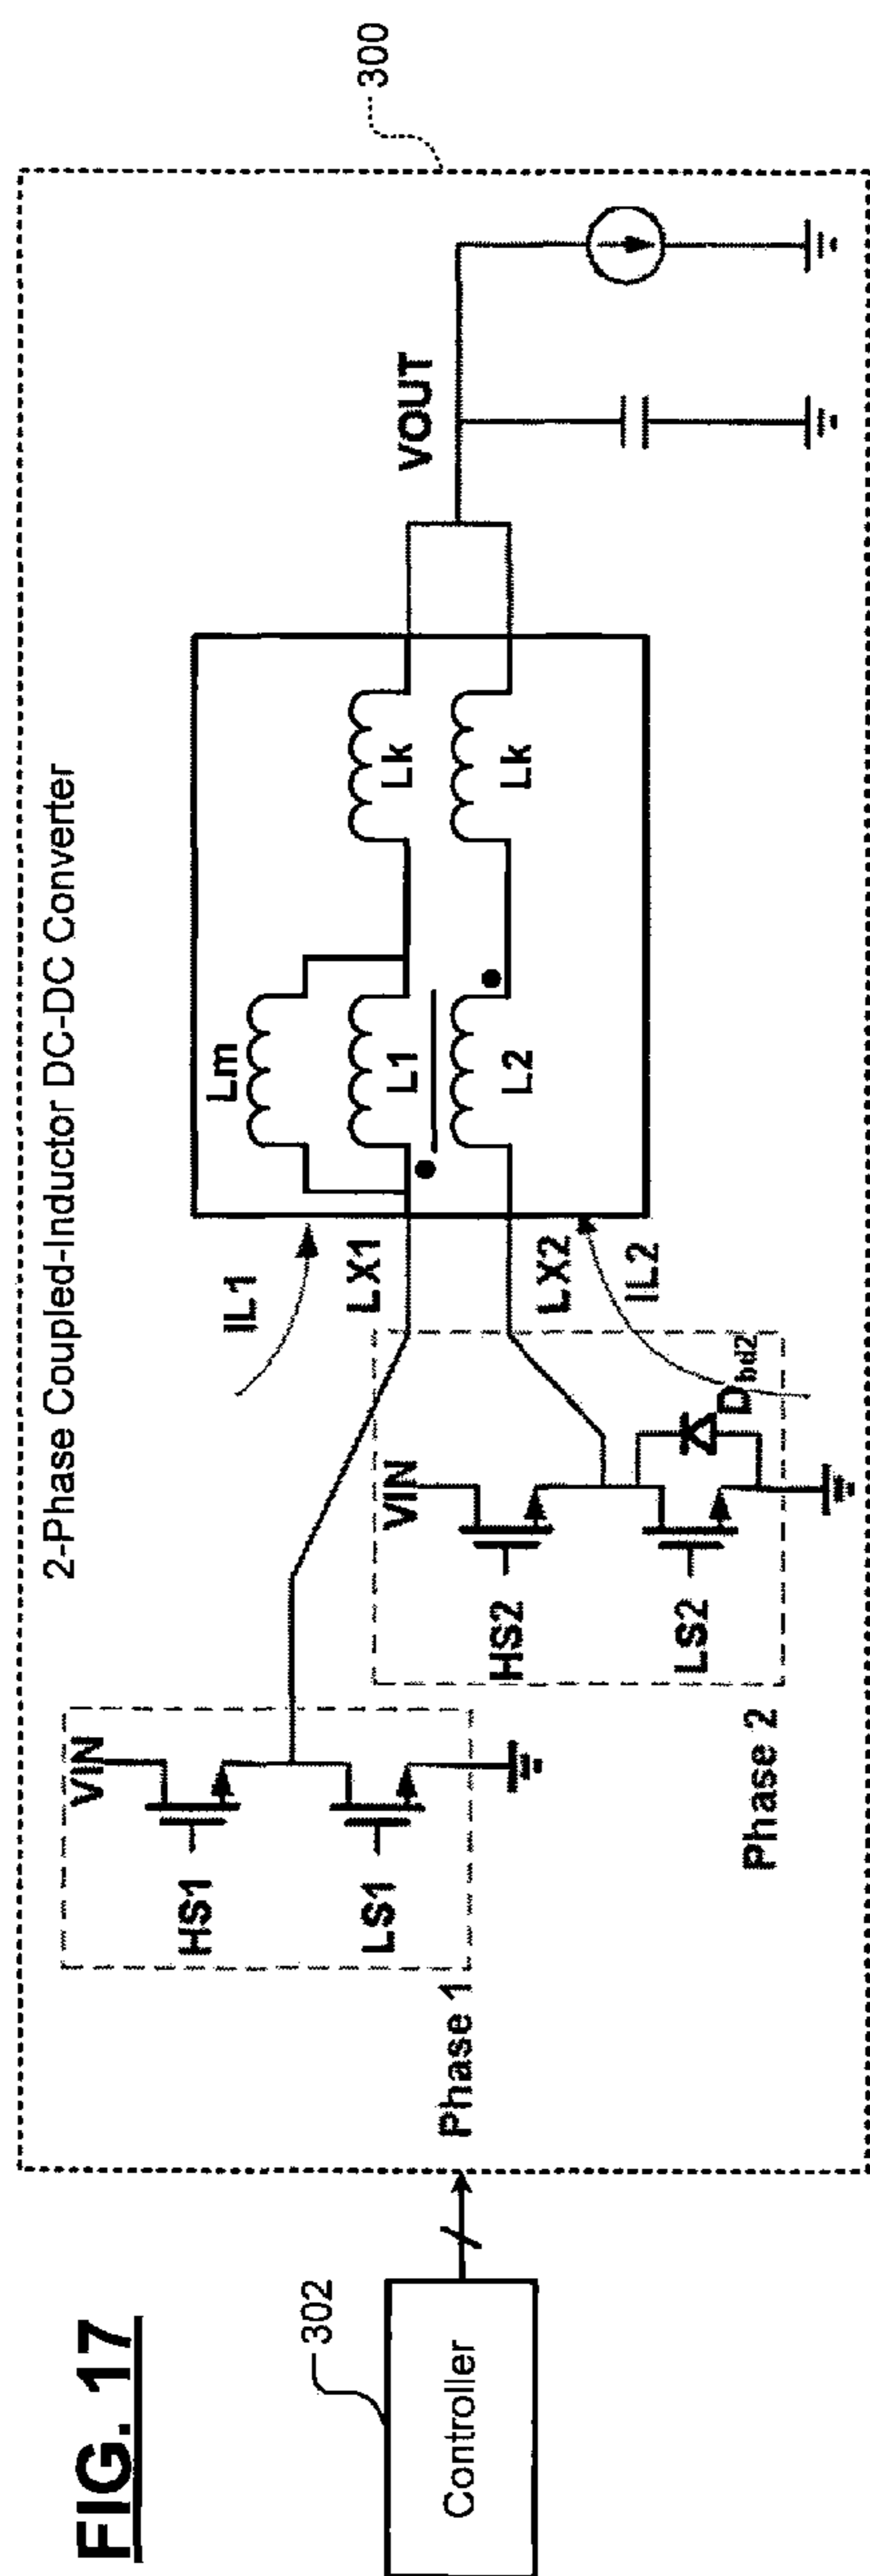 FIG. 17
2-Phase Coupled-Inductor DC-DC Converter
300
302
Controller
Phase 1
VIN
HS1
LS1
Phase 2
VIN
HS2
LS2
Dbd2
IL1
LX1
LX2
IL2
Lm
L1
L2
Lk
Lk
VOUT